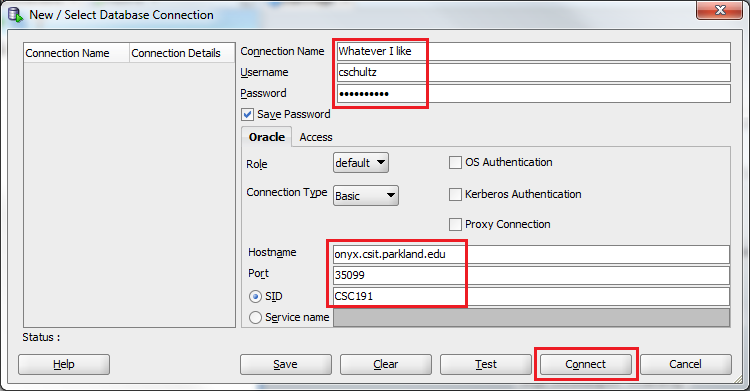 New / Select Database Connection
Connection Name Connection Details
Connection Name Whatever I like
Username cschultz
Password ••••••••••
Save Password
Oracle Access
Role default OS Authentication
Connection Type Basic Kerberos Authentication
Proxy Connection
Hostname onyx.csit.parkland.edu
Port 35099
SID CSC191
Service name
Status :
Help Save Clear Test Connect Cancel